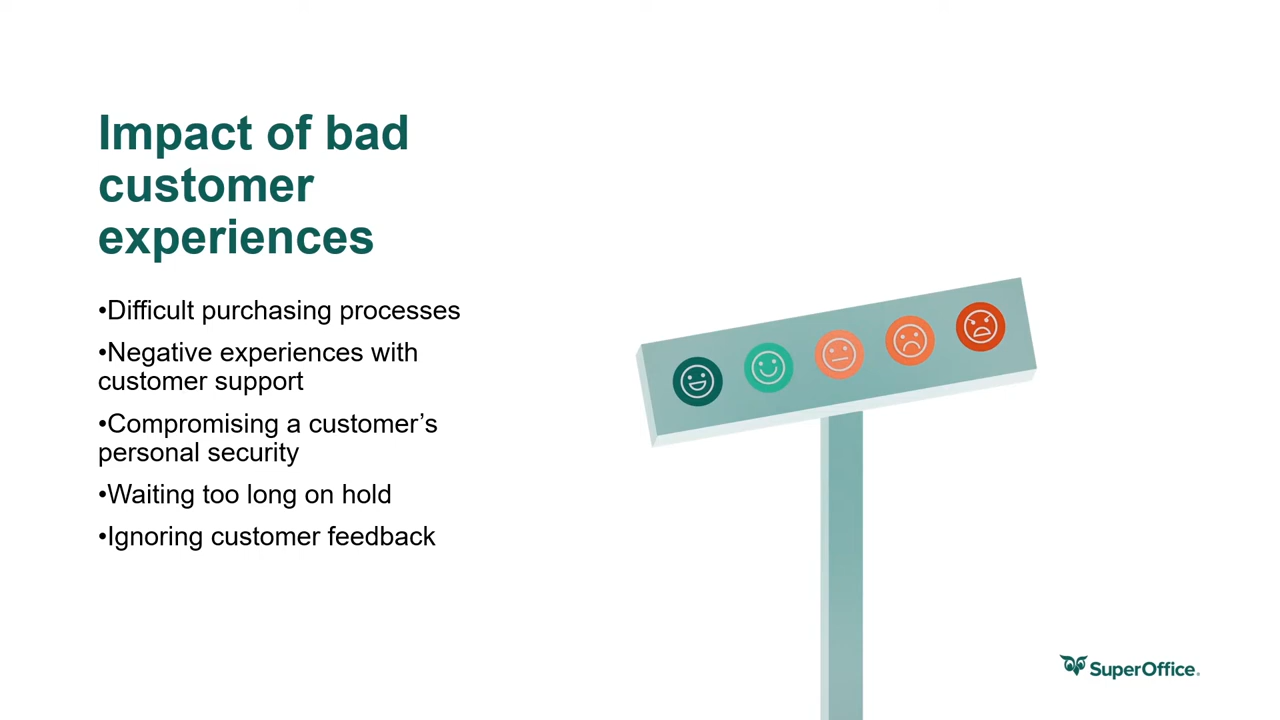 Impact of bad
customer
experiences
•Difficult purchasing processes
•Negative experiences with
customer support
•Compromising a customer’s
personal security
•Waiting too long on hold
•Ignoring customer feedback
SuperOffice.